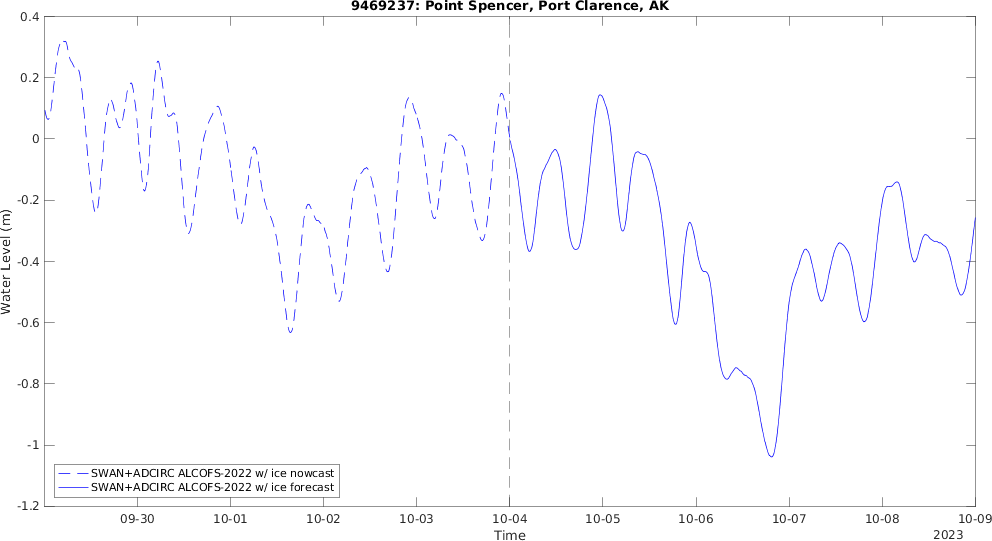 9469237: Point Spencer, Port Clarence, AK
0.4
0.2
0
-0.2
-0.4
-0.6
-0.8
-1
-1.2
Water Level (m)
SWAN+ADCIRC ALCOFS-2022 w/ ice nowcast
SWAN+ADCIRC ALCOFS-2022 w/ ice forecast
09-30 10-01 10-02 10-03 10-04 10-05 10-06 10-07 10-08 10-09
Time
2023